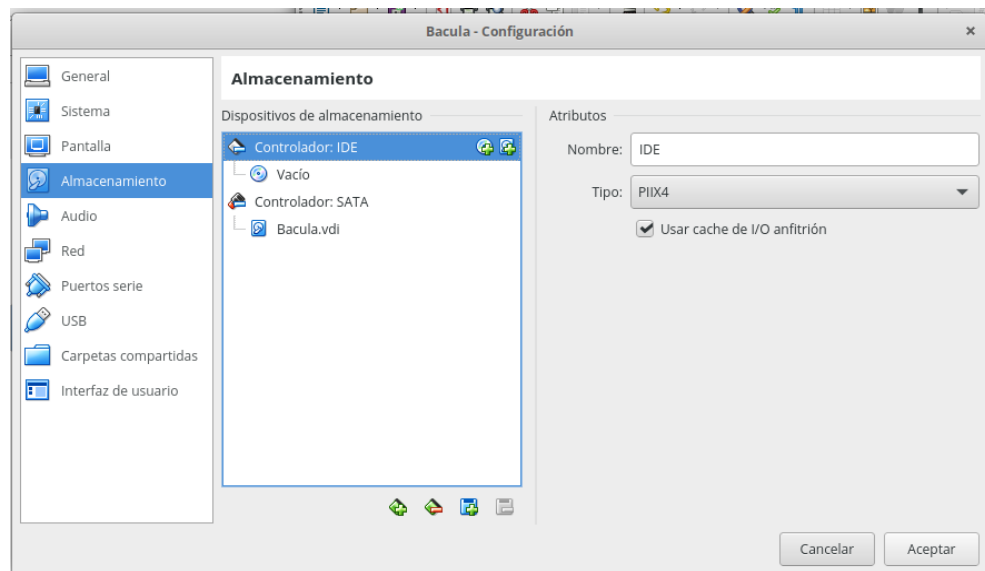 Bacula - Configuración
General
Sistema
Pantalla
Almacenamiento
Audio
Red
Puertos serie
USB
Carpetas compartidas
Interfaz de usuario
Almacenamiento
Dispositivos de almacenamiento
Controlador: IDE
Vacío
Controlador: SATA
Bacula.vdi
Atributos
Nombre: IDE
Tipo: PIIX4
Usar cache de I/O anfitrión
Cancelar Aceptar